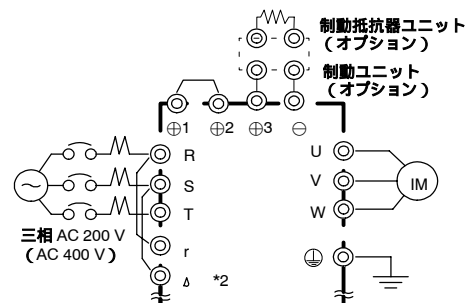 制動抵抗器ユニット
（オプション）
制動ユニット
（オプション）
⊕1 ⊕2 ⊕3 ⊖
R
S
T
r
*2
U
V
W
IM
三相 AC 200 V
（AC 400 V）